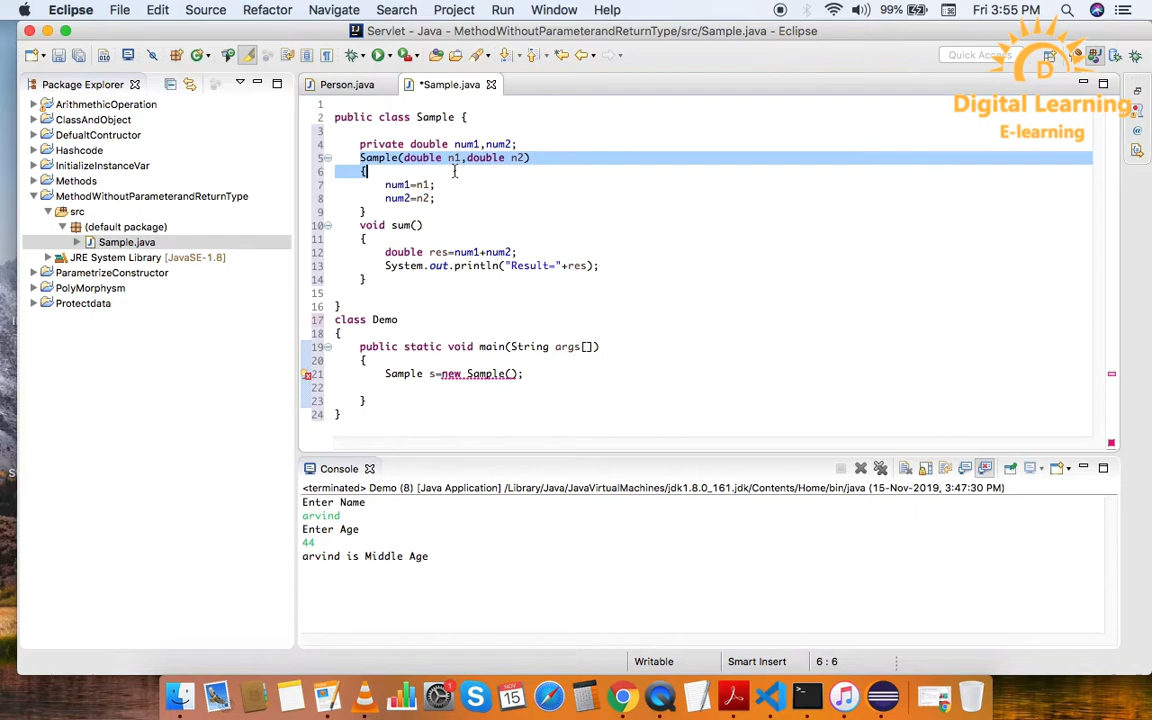 Eclipse File Edit Source Refactor Navigate Search Project Run Window Help 99% Fri 3:55 PM
Servlet - Java - MethodWithoutParameterandReturnType/src/Sample.java - Eclipse
Quick Access
D
Digital Learning
E-learning
Package Explorer
Person.java *Sample.java
ArithmethicOperation
ClassAndObject
DefualtContructor
Hashcode
InitializeInstanceVar
Methods
MethodWithoutParameterandReturnType
src
(default package)
Sample.java
JRE System Library [JavaSE-1.8]
ParametrizeConstructor
PolyMorphysm
Protectdata
1
2 public class Sample {
3
4 private double num1,num2;
5 Sample(double n1,double n2)
6 {
7 num1=n1;
8 num2=n2;
9 }
10 void sum()
11 {
12 double res=num1+num2;
13 System.out.println("Result="+res);
14 }
15
16 }
17 class Demo
18 {
19 public static void main(String args[])
20 {
21 Sample s=new Sample();
22
23 }
24 }
Console
<terminated> Demo (8) [Java Application] /Library/Java/JavaVirtualMachines/jdk1.8.0_161.jdk/Contents/Home/bin/java (15-Nov-2019, 3:47:30 PM)
Enter Name
arvind
Enter Age
44
arvind is Middle Age
Writable Smart Insert 6 : 6
NOV
15